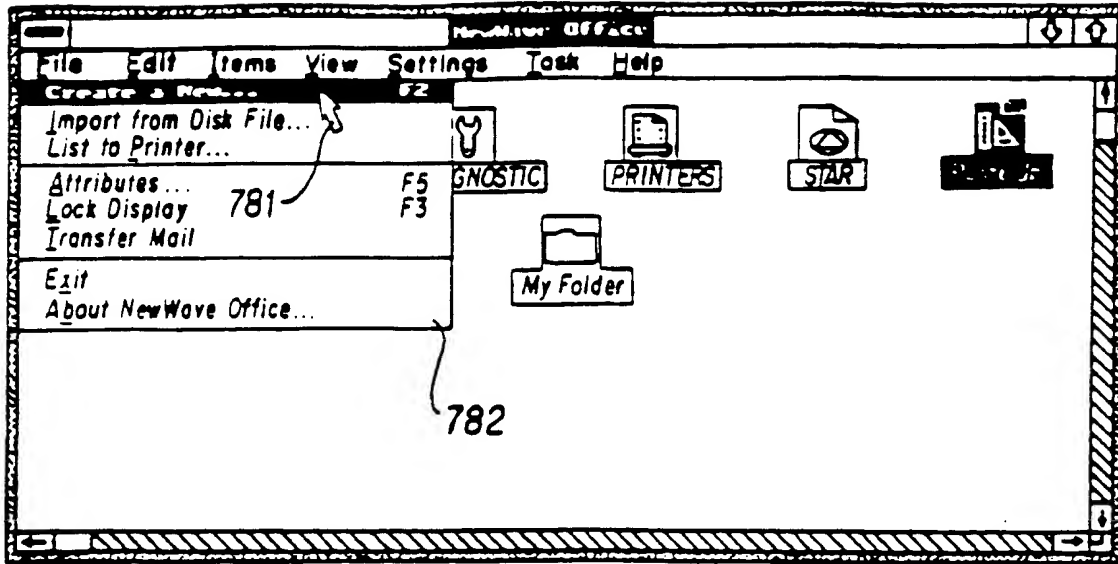 NewWave Office
File Edit Items View Settings Task Help
Create a New... F2
Import from Disk File...
List to Printer...
Attributes... F5
Lock Display F3
Transfer Mail
Exit
About NewWave Office...
781
782
GNOSTIC PRINTERS STAR
My Folder